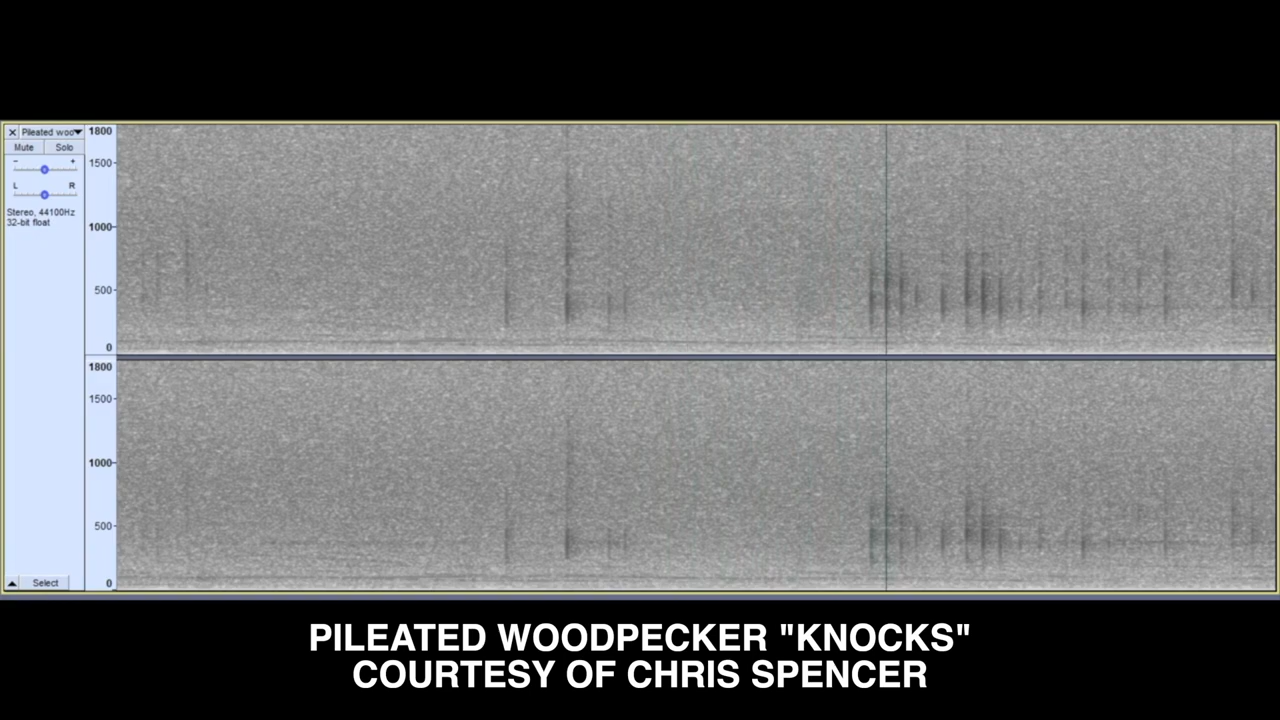 × Pileated woo 1800
Mute Solo
1500
- +
L R
Stereo, 44100Hz
32-bit float
1000
500
0
1800
1500
1000
500
Select 0
PILEATED WOODPECKER "KNOCKS"
COURTESY OF CHRIS SPENCER